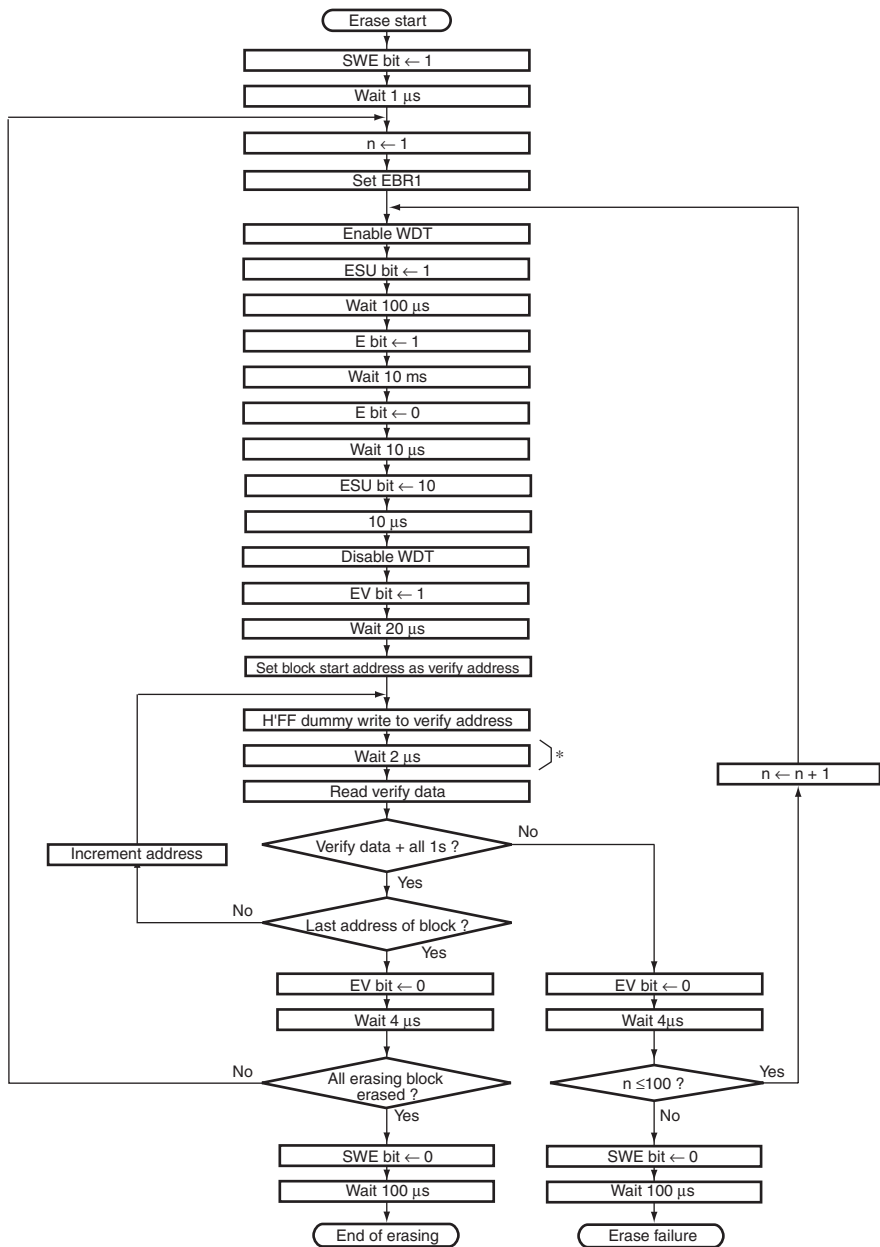 Erase start
SWE bit ← 1
Wait 1 μs
n ← 1
Set EBR1
Enable WDT
ESU bit ← 1
Wait 100 μs
E bit ← 1
Wait 10 ms
E bit ← 0
Wait 10 μs
ESU bit ← 10
10 μs
Disable WDT
EV bit ← 1
Wait 20 μs
Set block start address as verify address
H'FF dummy write to verify address
Wait 2 μs
*
Read verify data
n ← n + 1
Verify data + all 1s ?
No
Yes
Increment address
Last address of block ?
No
Yes
EV bit ← 0
Wait 4 μs
All erasing block
erased ?
No
Yes
SWE bit ← 0
Wait 100 μs
End of erasing
EV bit ← 0
Wait 4μs
n ≤100 ?
Yes
No
SWE bit ← 0
Wait 100 μs
Erase failure